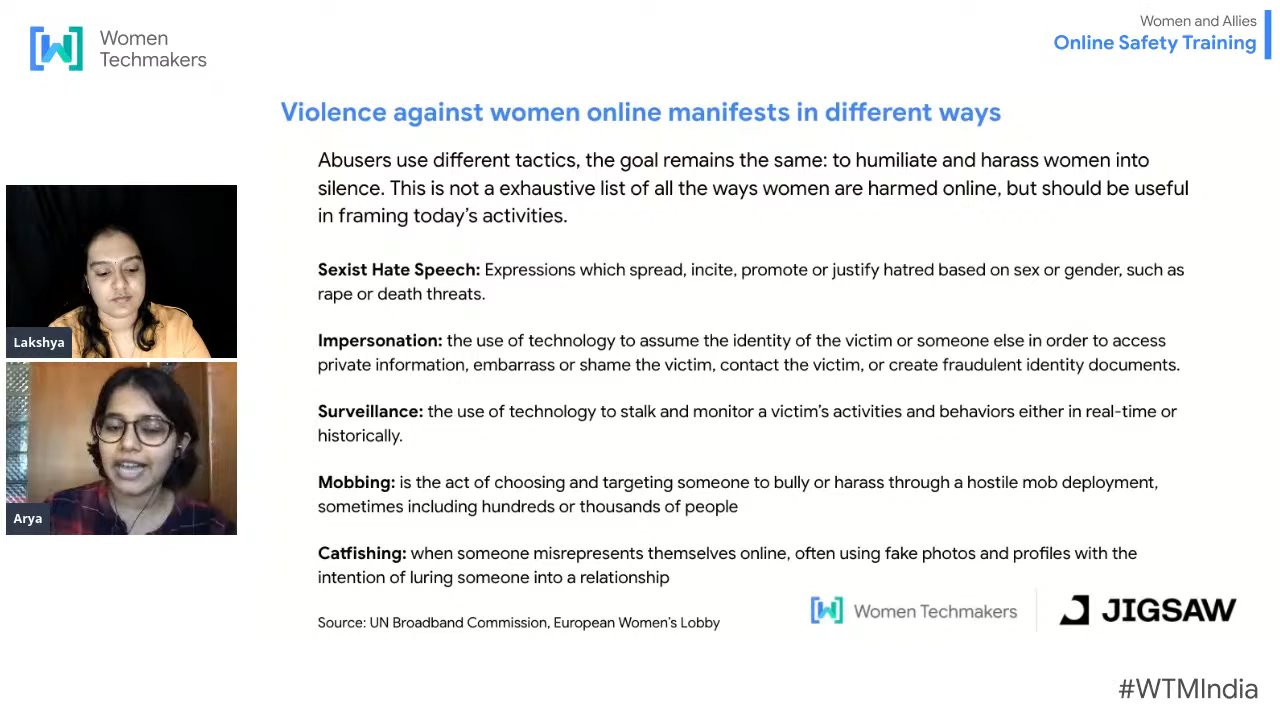 Women
Techmakers
Women and Allies
Online Safety Training
Violence against women online manifests in different ways
Abusers use different tactics, the goal remains the same: to humiliate and harass women into
silence. This is not a exhaustive list of all the ways women are harmed online, but should be useful
in framing today's activities.
Sexist Hate Speech: Expressions which spread, incite, promote or justify hatred based on sex or gender, such as
rape or death threats.
Impersonation: the use of technology to assume the identity of the victim or someone else in order to access
private information, embarrass or shame the victim, contact the victim, or create fraudulent identity documents.
Surveillance: the use of technology to stalk and monitor a victim's activities and behaviors either in real-time or
historically.
Mobbing: is the act of choosing and targeting someone to bully or harass through a hostile mob deployment,
sometimes including hundreds or thousands of people
Catfishing: when someone misrepresents themselves online, often using fake photos and profiles with the
intention of luring someone into a relationship
Source: UN Broadband Commission, European Women's Lobby
Women Techmakers
JIGSAW
Lakshya
Arya
#WTMIndia